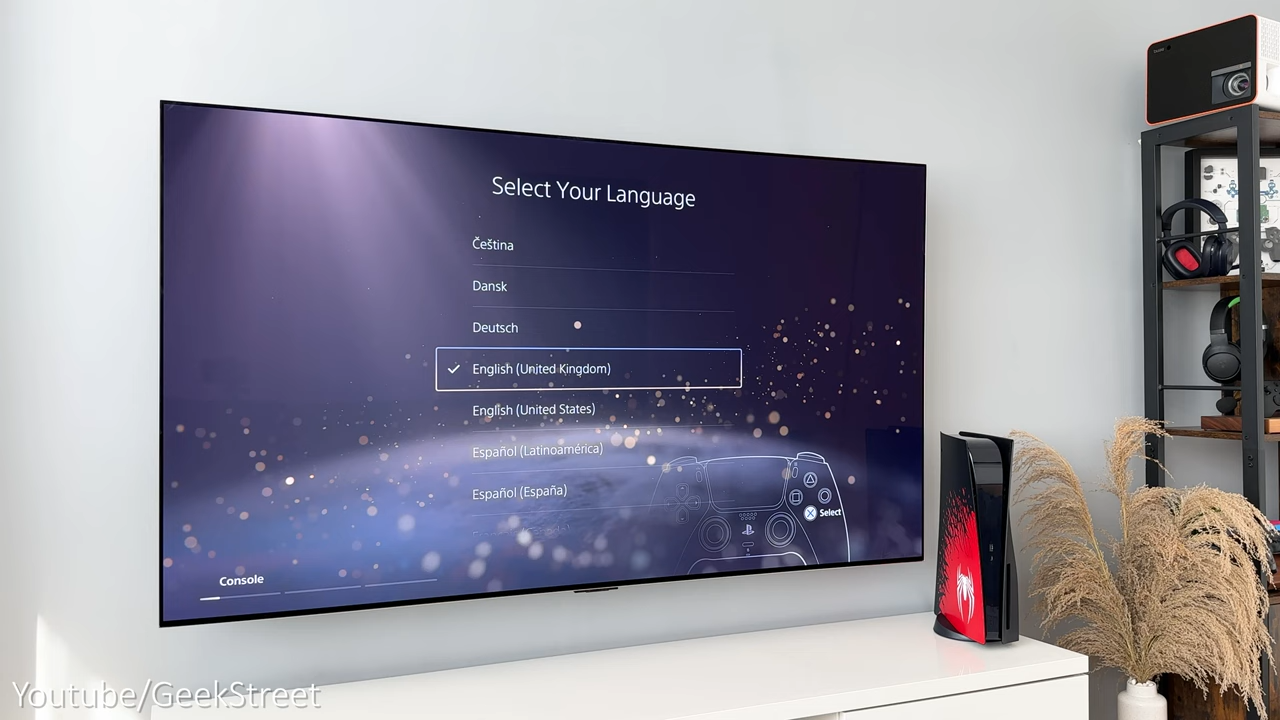 Select Your Language
Čeština
Dansk
Deutsch
English (United Kingdom)
English (United States)
Español (Latinoamérica)
Español (España)
Select
Console
Youtube/GeekStreet